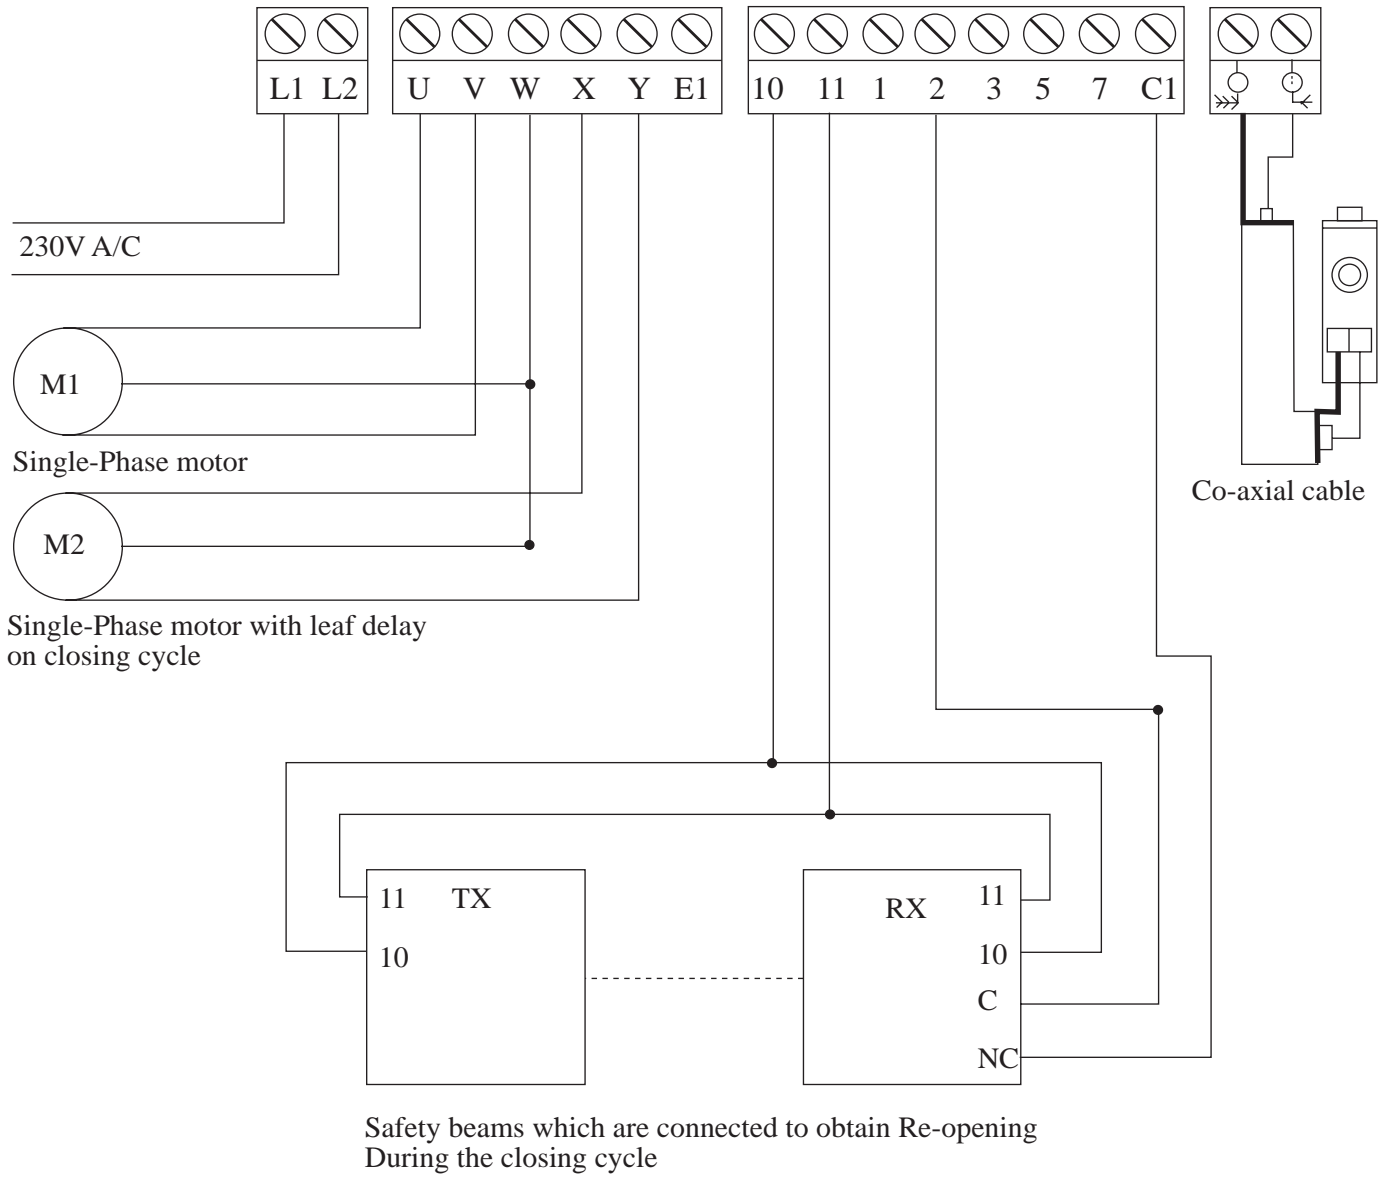 L1 L2 U V W X Y E1 10 11 1 2 3 5 7 C1
230V A/C
M1
Single-Phase motor
Co-axial cable
M2
Single-Phase motor with leaf delay
on closing cycle
11 TX
10
RX 11
10
C
NC
Safety beams which are connected to obtain Re-opening
During the closing cycle